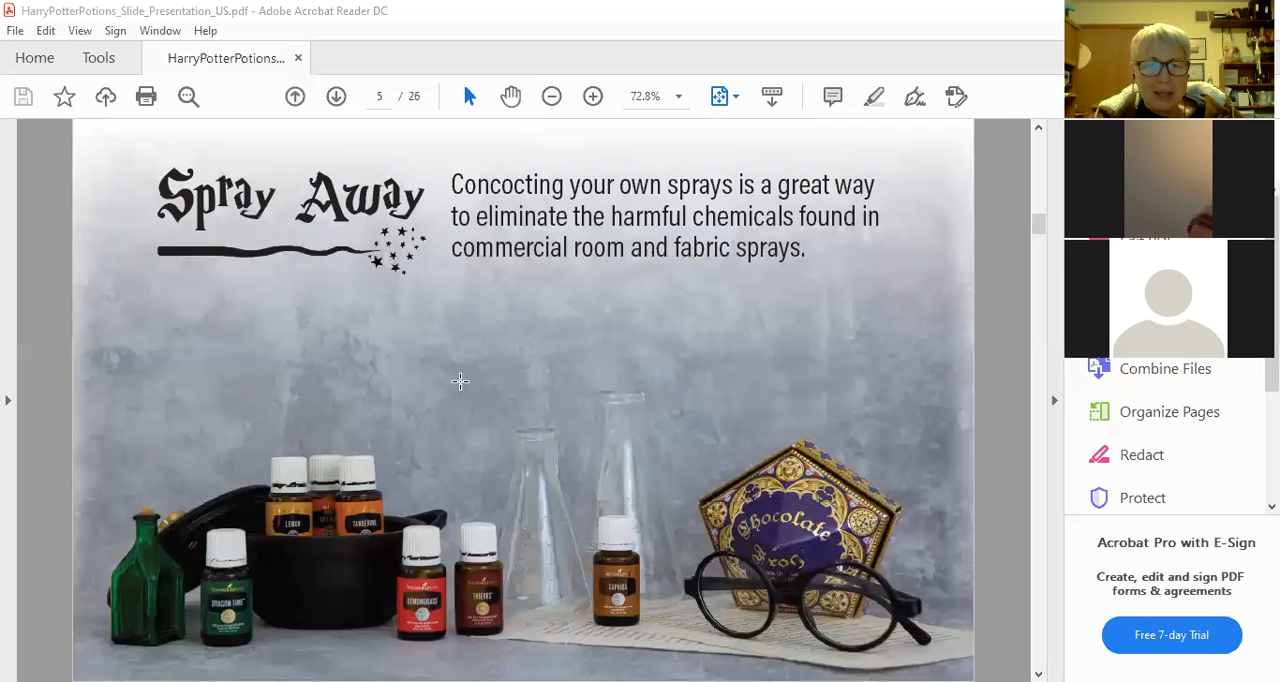 HarryPotterPotions_Slide_Presentation_US.pdf - Adobe Acrobat Reader DC
File Edit View Sign Window Help
Home Tools HarryPotterPotions... ×
5 / 26 72.8%
Spray Away
Concocting your own sprays is a great way
to eliminate the harmful chemicals found in
commercial room and fabric sprays.
LEMON
TANGERINE
Chocolate
Frog
DRAGON TIME
LEMONGRASS
THIEVES
COPAIBA
Combine Files
Organize Pages
Redact
Protect
Acrobat Pro with E-Sign
Create, edit and sign PDF
forms & agreements
Free 7-day Trial